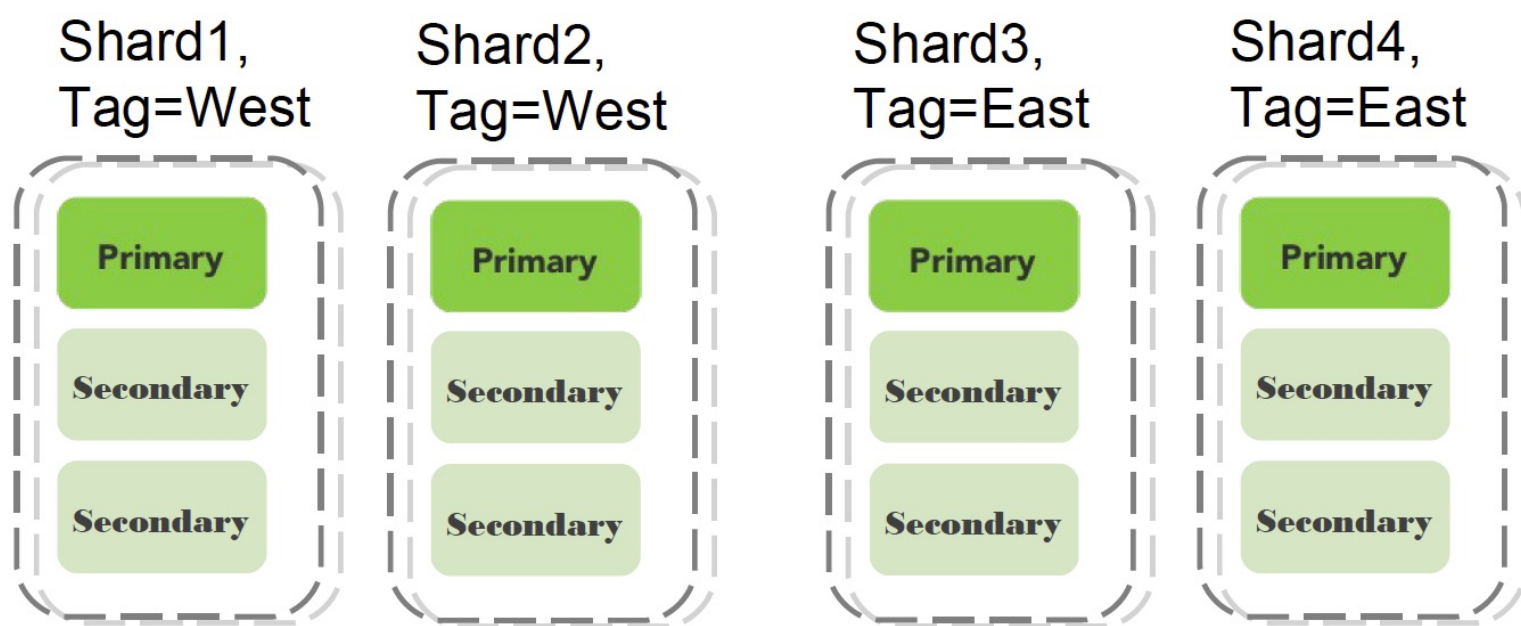 Shard1,
Tag=West
Primary
Secondary
Secondary
Shard2,
Tag=West
Primary
Secondary
Secondary
Shard3,
Tag=East
Primary
Secondary
Secondary
Shard4,
Tag=East
Primary
Secondary
Secondary